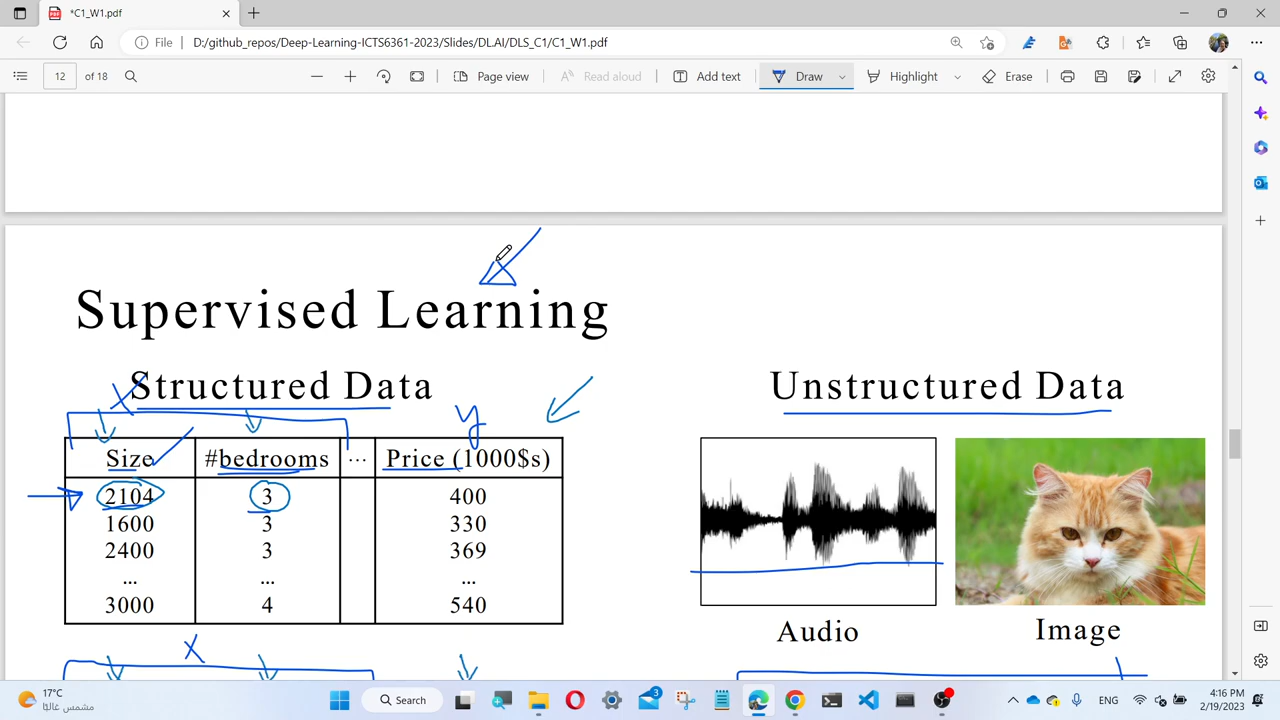 *C1_W1.pdf
File D:/github_repos/Deep-Learning-ICTS6361-2023/Slides/DL.AI/DLS_C1/C1_W1.pdf
12 of 18 Page view Read aloud Add text Draw Highlight Erase
Supervised Learning
Structured Data
Unstructured Data
X
y
Size #bedrooms ... Price (1000$s)
2104 3 400
1600 3 330
2400 3 369
... ... ...
3000 4 540
Audio
Image
X
17°C
مشمس غالبًا
Search
3
ENG
4:16 PM
2/19/2023